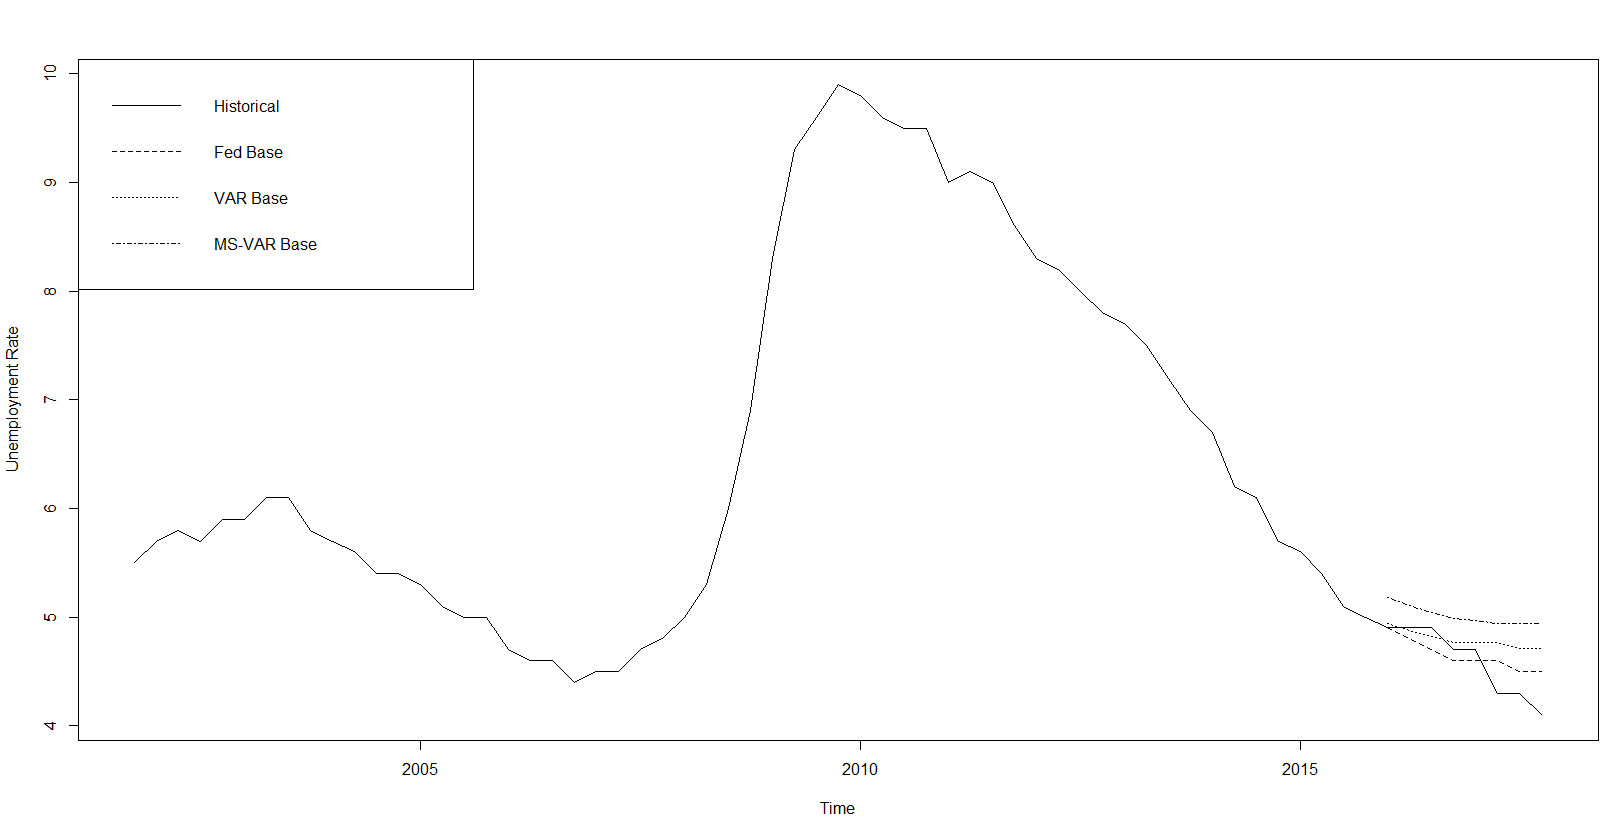 Historical
Fed Base
VAR Base
MS-VAR Base
Unemployment Rate
10
9
8
7
6
5
4
2005
2010
2015
Time